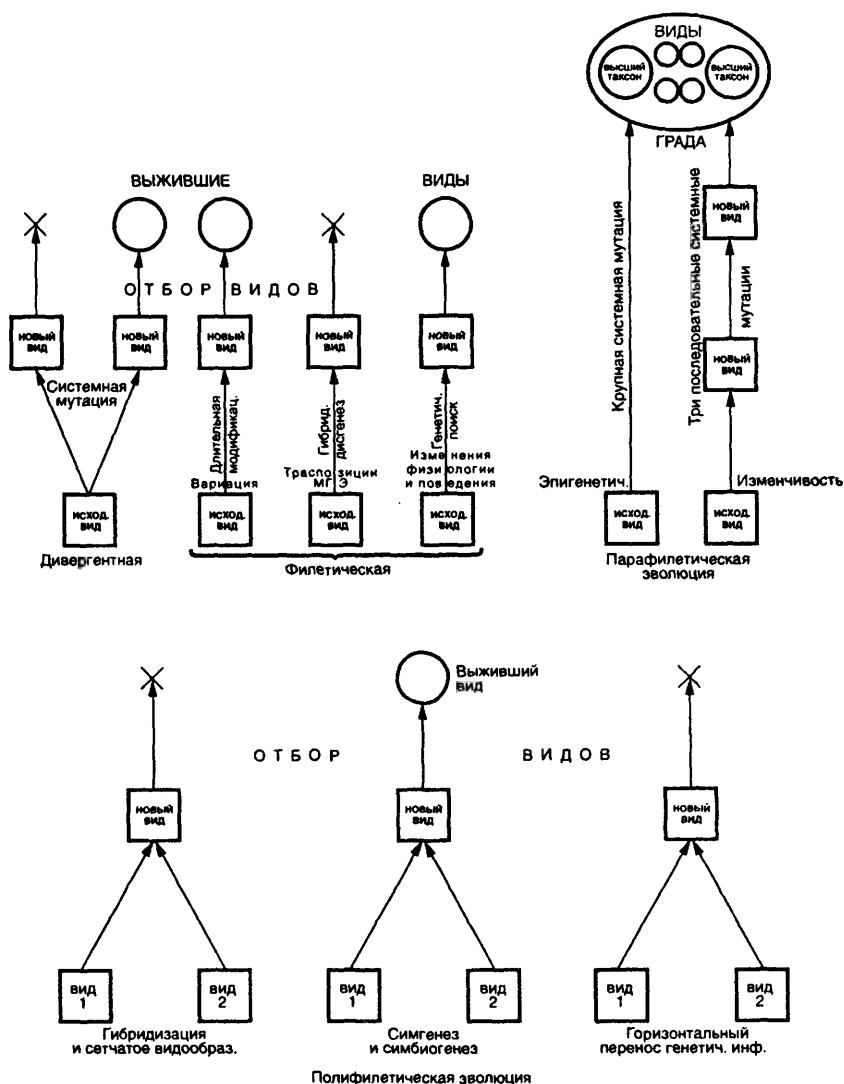 ВИДЫ
ВЫСШИЙ
ТАКСОН
ВЫСШИЙ
ТАКСОН
ГРАДА
ВЫЖИВШИЕ
ВИДЫ
ОТБОР ВИДОВ
НОВЫЙ
ВИД
НОВЫЙ
ВИД
НОВЫЙ
ВИД
НОВЫЙ
ВИД
НОВЫЙ
ВИД
Системная
мутация
Длительная
модификац.
Вариация
Гибрид.
дисгенез
Траспозиции
МГЭ
Генетич.
поиск
Изменения
физиологии
и поведения
ИСХОД.
ВИД
ИСХОД.
ВИД
ИСХОД.
ВИД
ИСХОД.
ВИД
Дивергентная
Филетическая
Крупная системная мутация
Три последовательные системные
мутации
НОВЫЙ
ВИД
НОВЫЙ
ВИД
Эпигенетич.
Изменчивость
ИСХОД.
ВИД
ИСХОД.
ВИД
Парафилетическая
эволюция
Выживший
вид
ОТБОР ВИДОВ
НОВЫЙ
ВИД
НОВЫЙ
ВИД
НОВЫЙ
ВИД
ВИД
1
ВИД
2
ВИД
1
ВИД
2
ВИД
1
ВИД
2
Гибридизация
и сетчатое видообраз.
Симгенез
и симбиогенез
Горизонтальный
перенос генетич. инф.
Полифилетическая эволюция